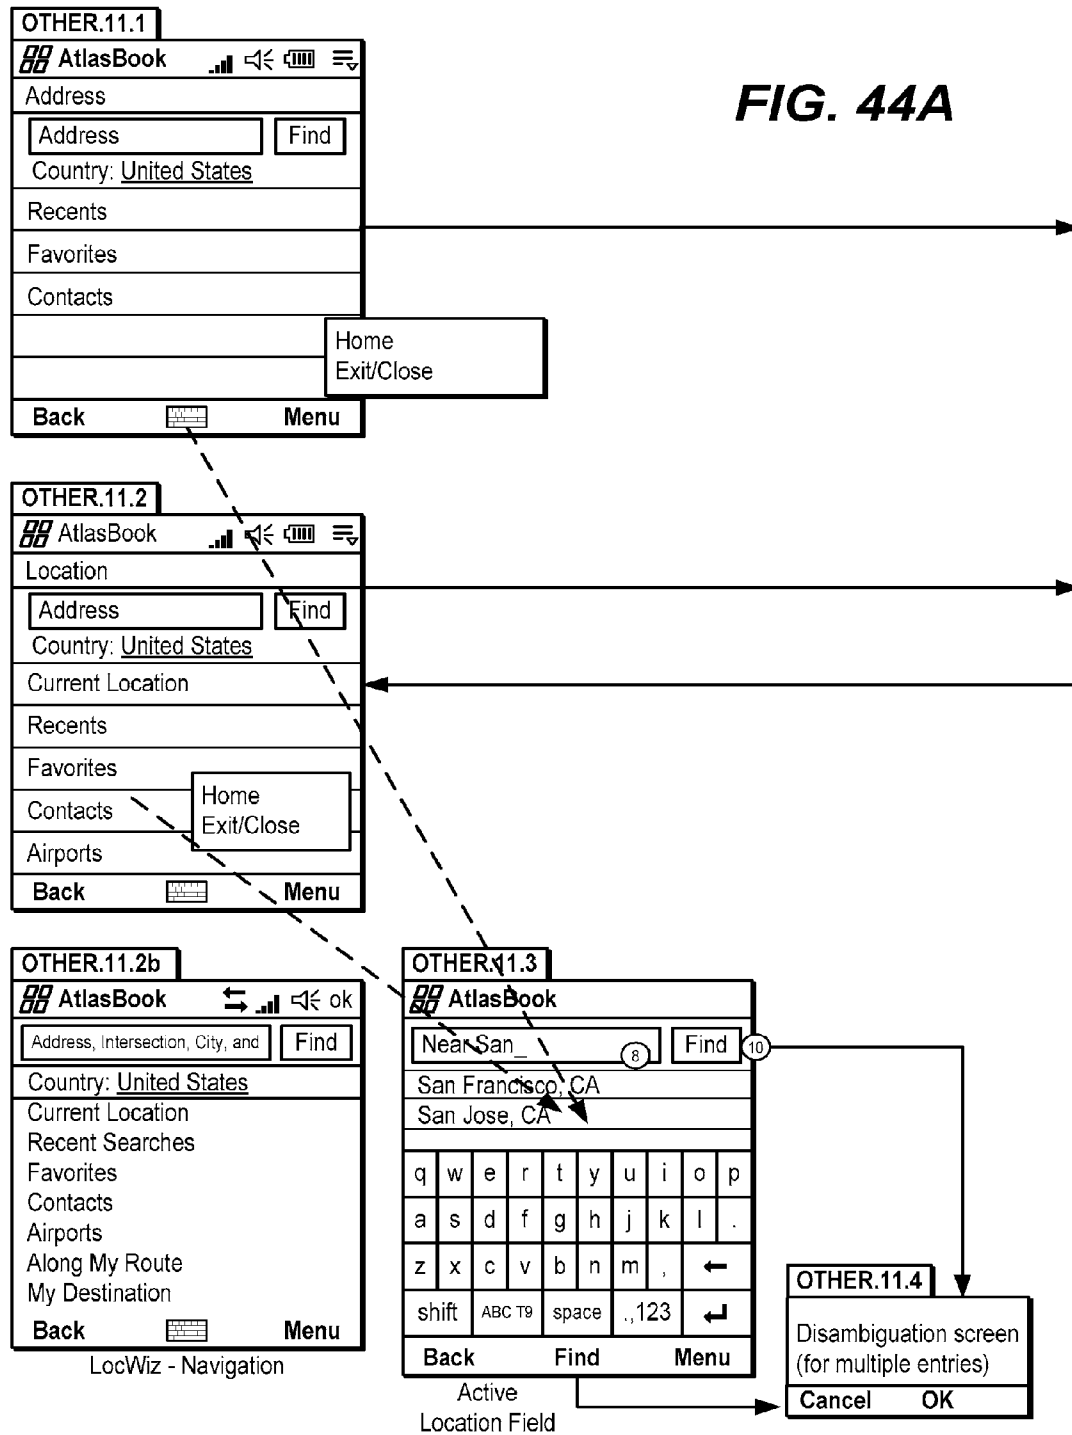 OTHER.11.1
AtlasBook
Address
Address Find
Country: United States
Recents
Favorites
Contacts
Home
Exit/Close
Back Menu
FIG. 44A
OTHER.11.2
AtlasBook
Location
Address Find
Country: United States
Current Location
Recents
Favorites
Contacts
Airports
Home
Exit/Close
Back Menu
OTHER.11.2b
AtlasBook ok
Address, Intersection, City, and Find
Country: United States
Current Location
Recent Searches
Favorites
Contacts
Airports
Along My Route
My Destination
Back Menu
LocWiz - Navigation
OTHER.11.3
AtlasBook
Near San_ 8 Find 10
San Francisco, CA
San Jose, CA
q w e r t y u i o p
a s d f g h j k l .
z x c v b n m ,
shift ABC T9 space .,123
Back Find Menu
Active
Location Field
OTHER.11.4
Disambiguation screen
(for multiple entries)
Cancel OK